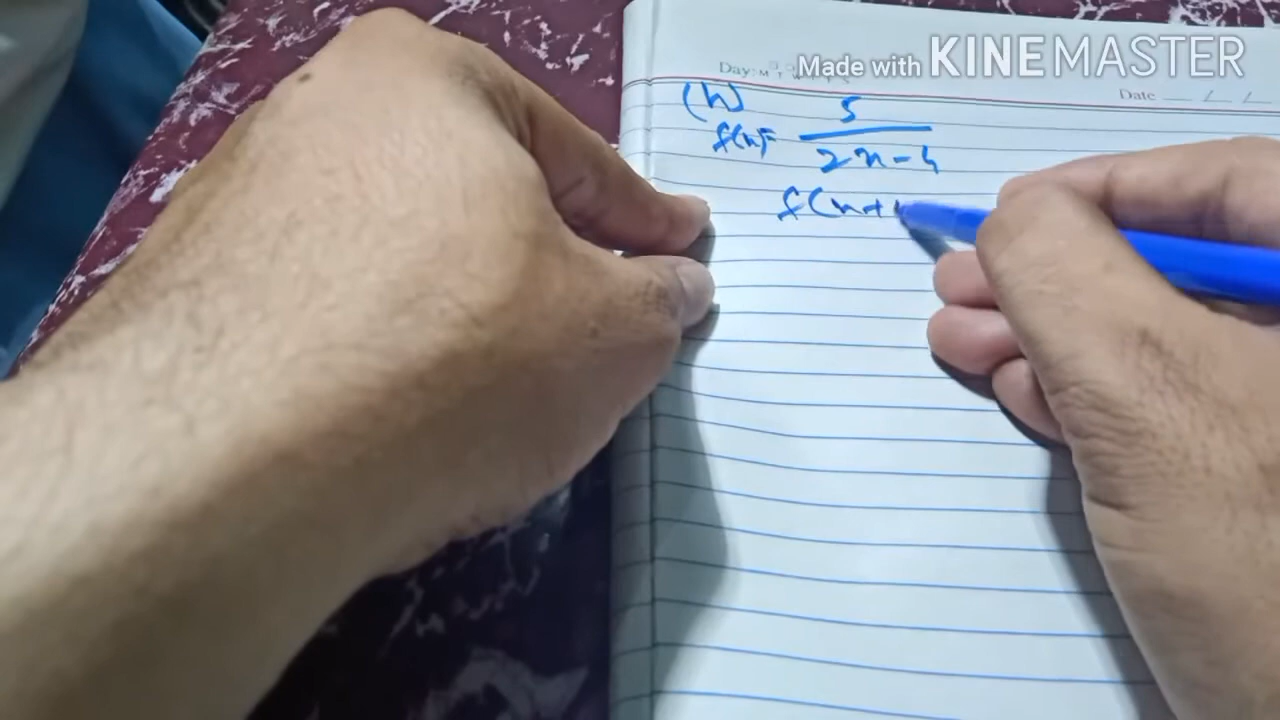 Made with KINEMASTER
Day:
Date
(h)
f(x)=
5
2x-4
f(x+